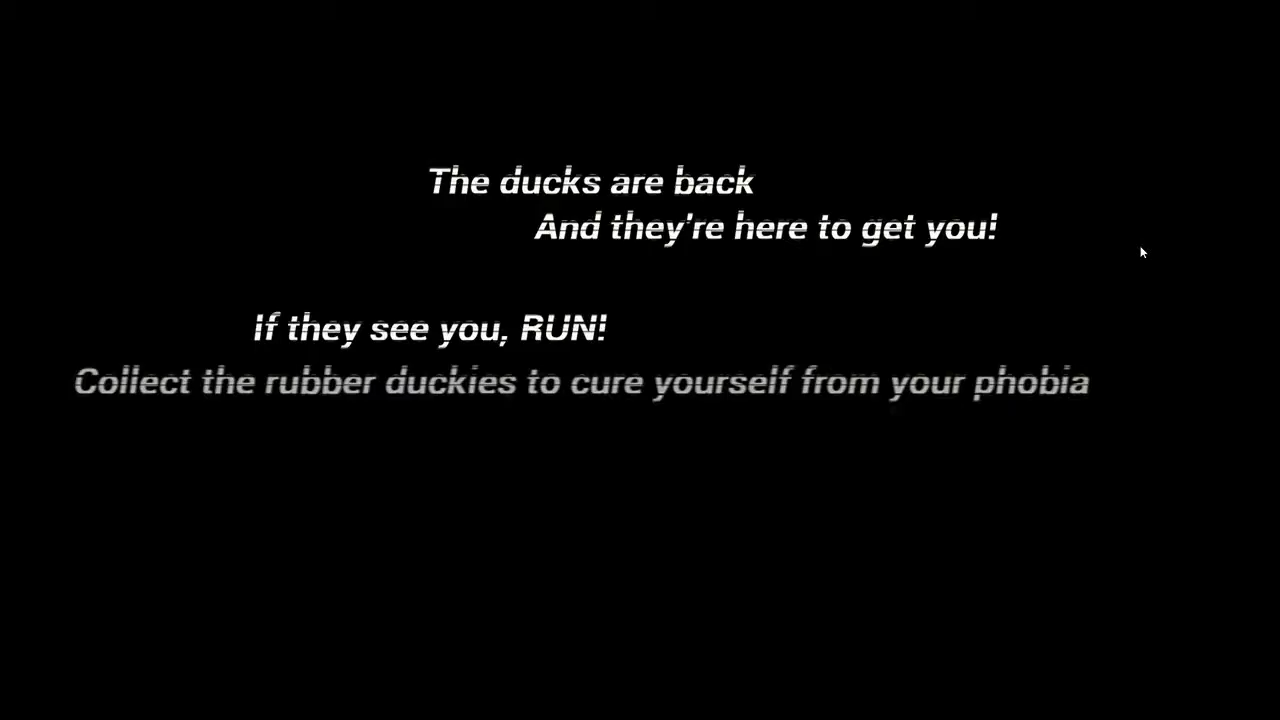 The ducks are back
And they're here to get you!
If they see you, RUN!
Collect the rubber duckies to cure yourself from your phobia